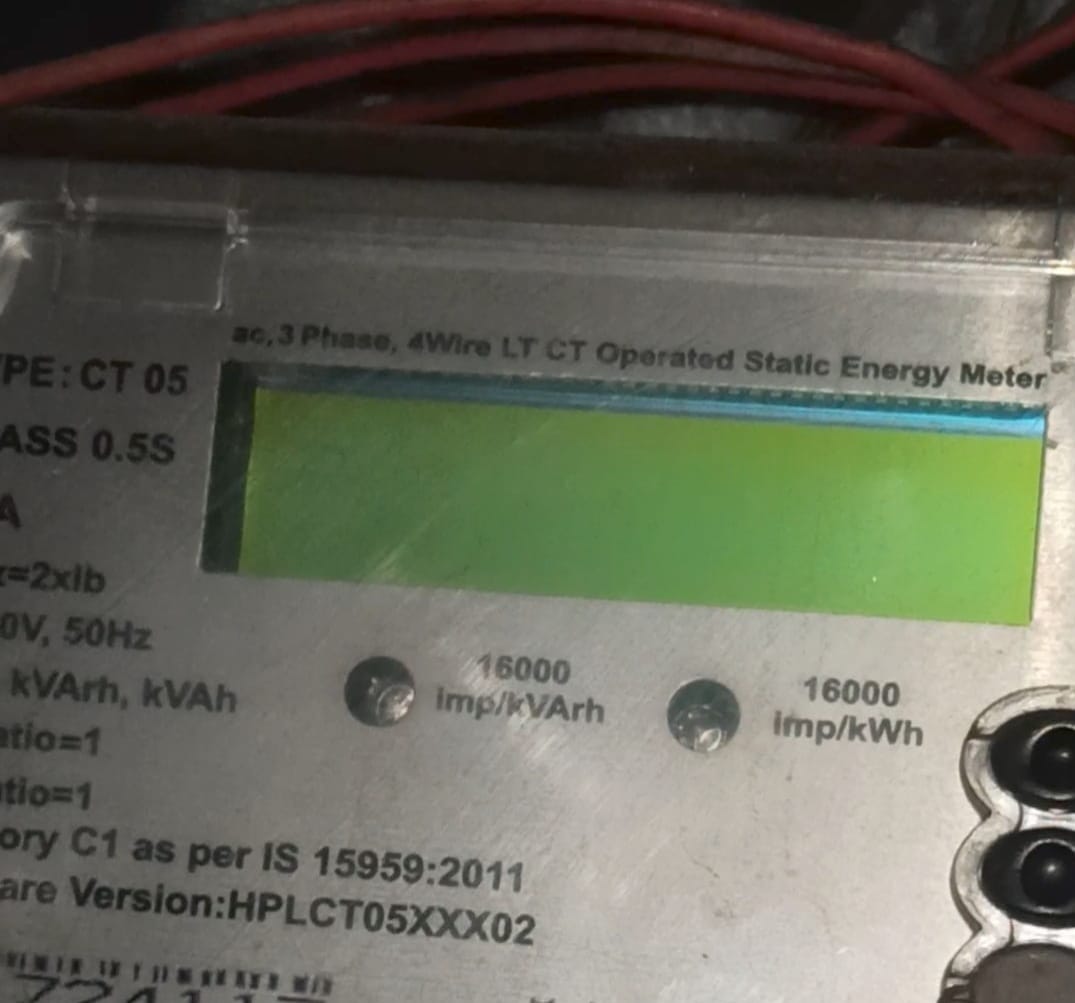 ac,3 Phase, 4Wire LT CT Operated Static Energy Meter
PE: CT 05
ASS 0.5S
A
=2xIb
0V, 50Hz
kVArh, kVAh
atio=1
tio=1
16000
imp/kVArh
16000
imp/kWh
ory C1 as per IS 15959:2011
are Version:HPLCT05XXX02